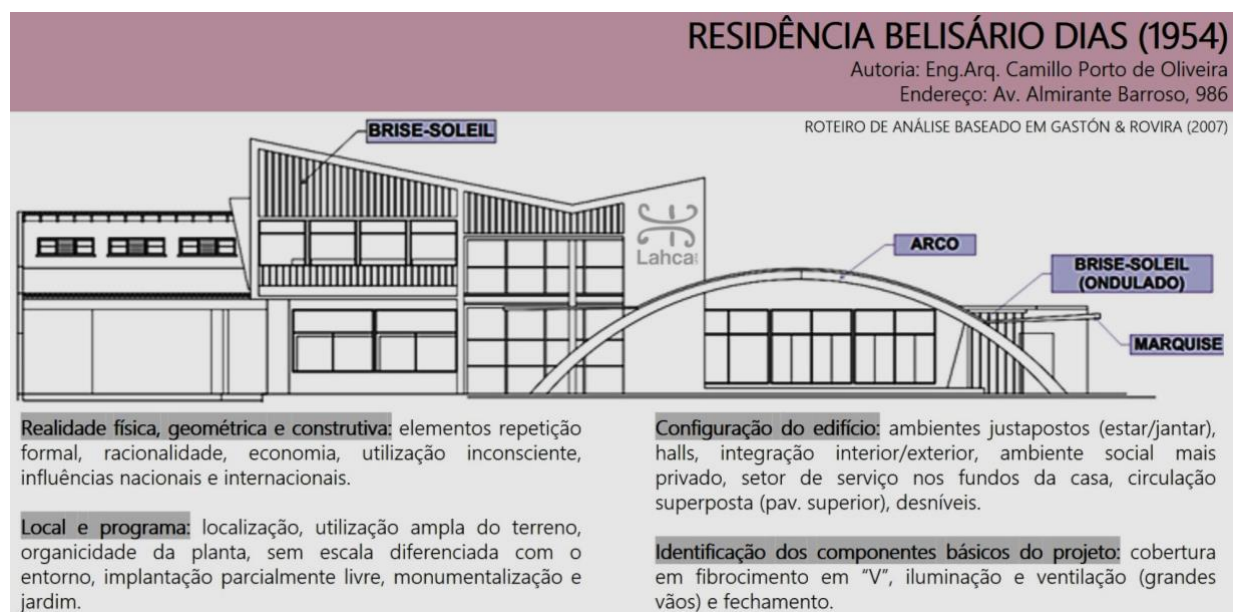 RESIDÊNCIA BELISÁRIO DIAS (1954)
Autoria: Eng.Arq. Camillo Porto de Oliveira
Endereço: Av. Almirante Barroso, 986
ROTEIRO DE ANÁLISE BASEADO EM GASTÓN & ROVIRA (2007)
BRISE-SOLEIL
Lahca
ARCO
BRISE-SOLEIL
(ONDULADO)
MARQUISE
Realidade física, geométrica e construtiva: elementos repetição
formal, racionalidade, economia, utilização inconsciente,
influências nacionais e internacionais.
Local e programa: localização, utilização ampla do terreno,
organicidade da planta, sem escala diferenciada com o
entorno, implantação parcialmente livre, monumentalização e
jardim.
Configuração do edifício: ambientes justapostos (estar/jantar),
halls, integração interior/exterior, ambiente social mais
privado, setor de serviço nos fundos da casa, circulação
superposta (pav. superior), desníveis.
Identificação dos componentes básicos do projeto: cobertura
em fibrocimento em “V”, iluminação e ventilação (grandes
vãos) e fechamento.